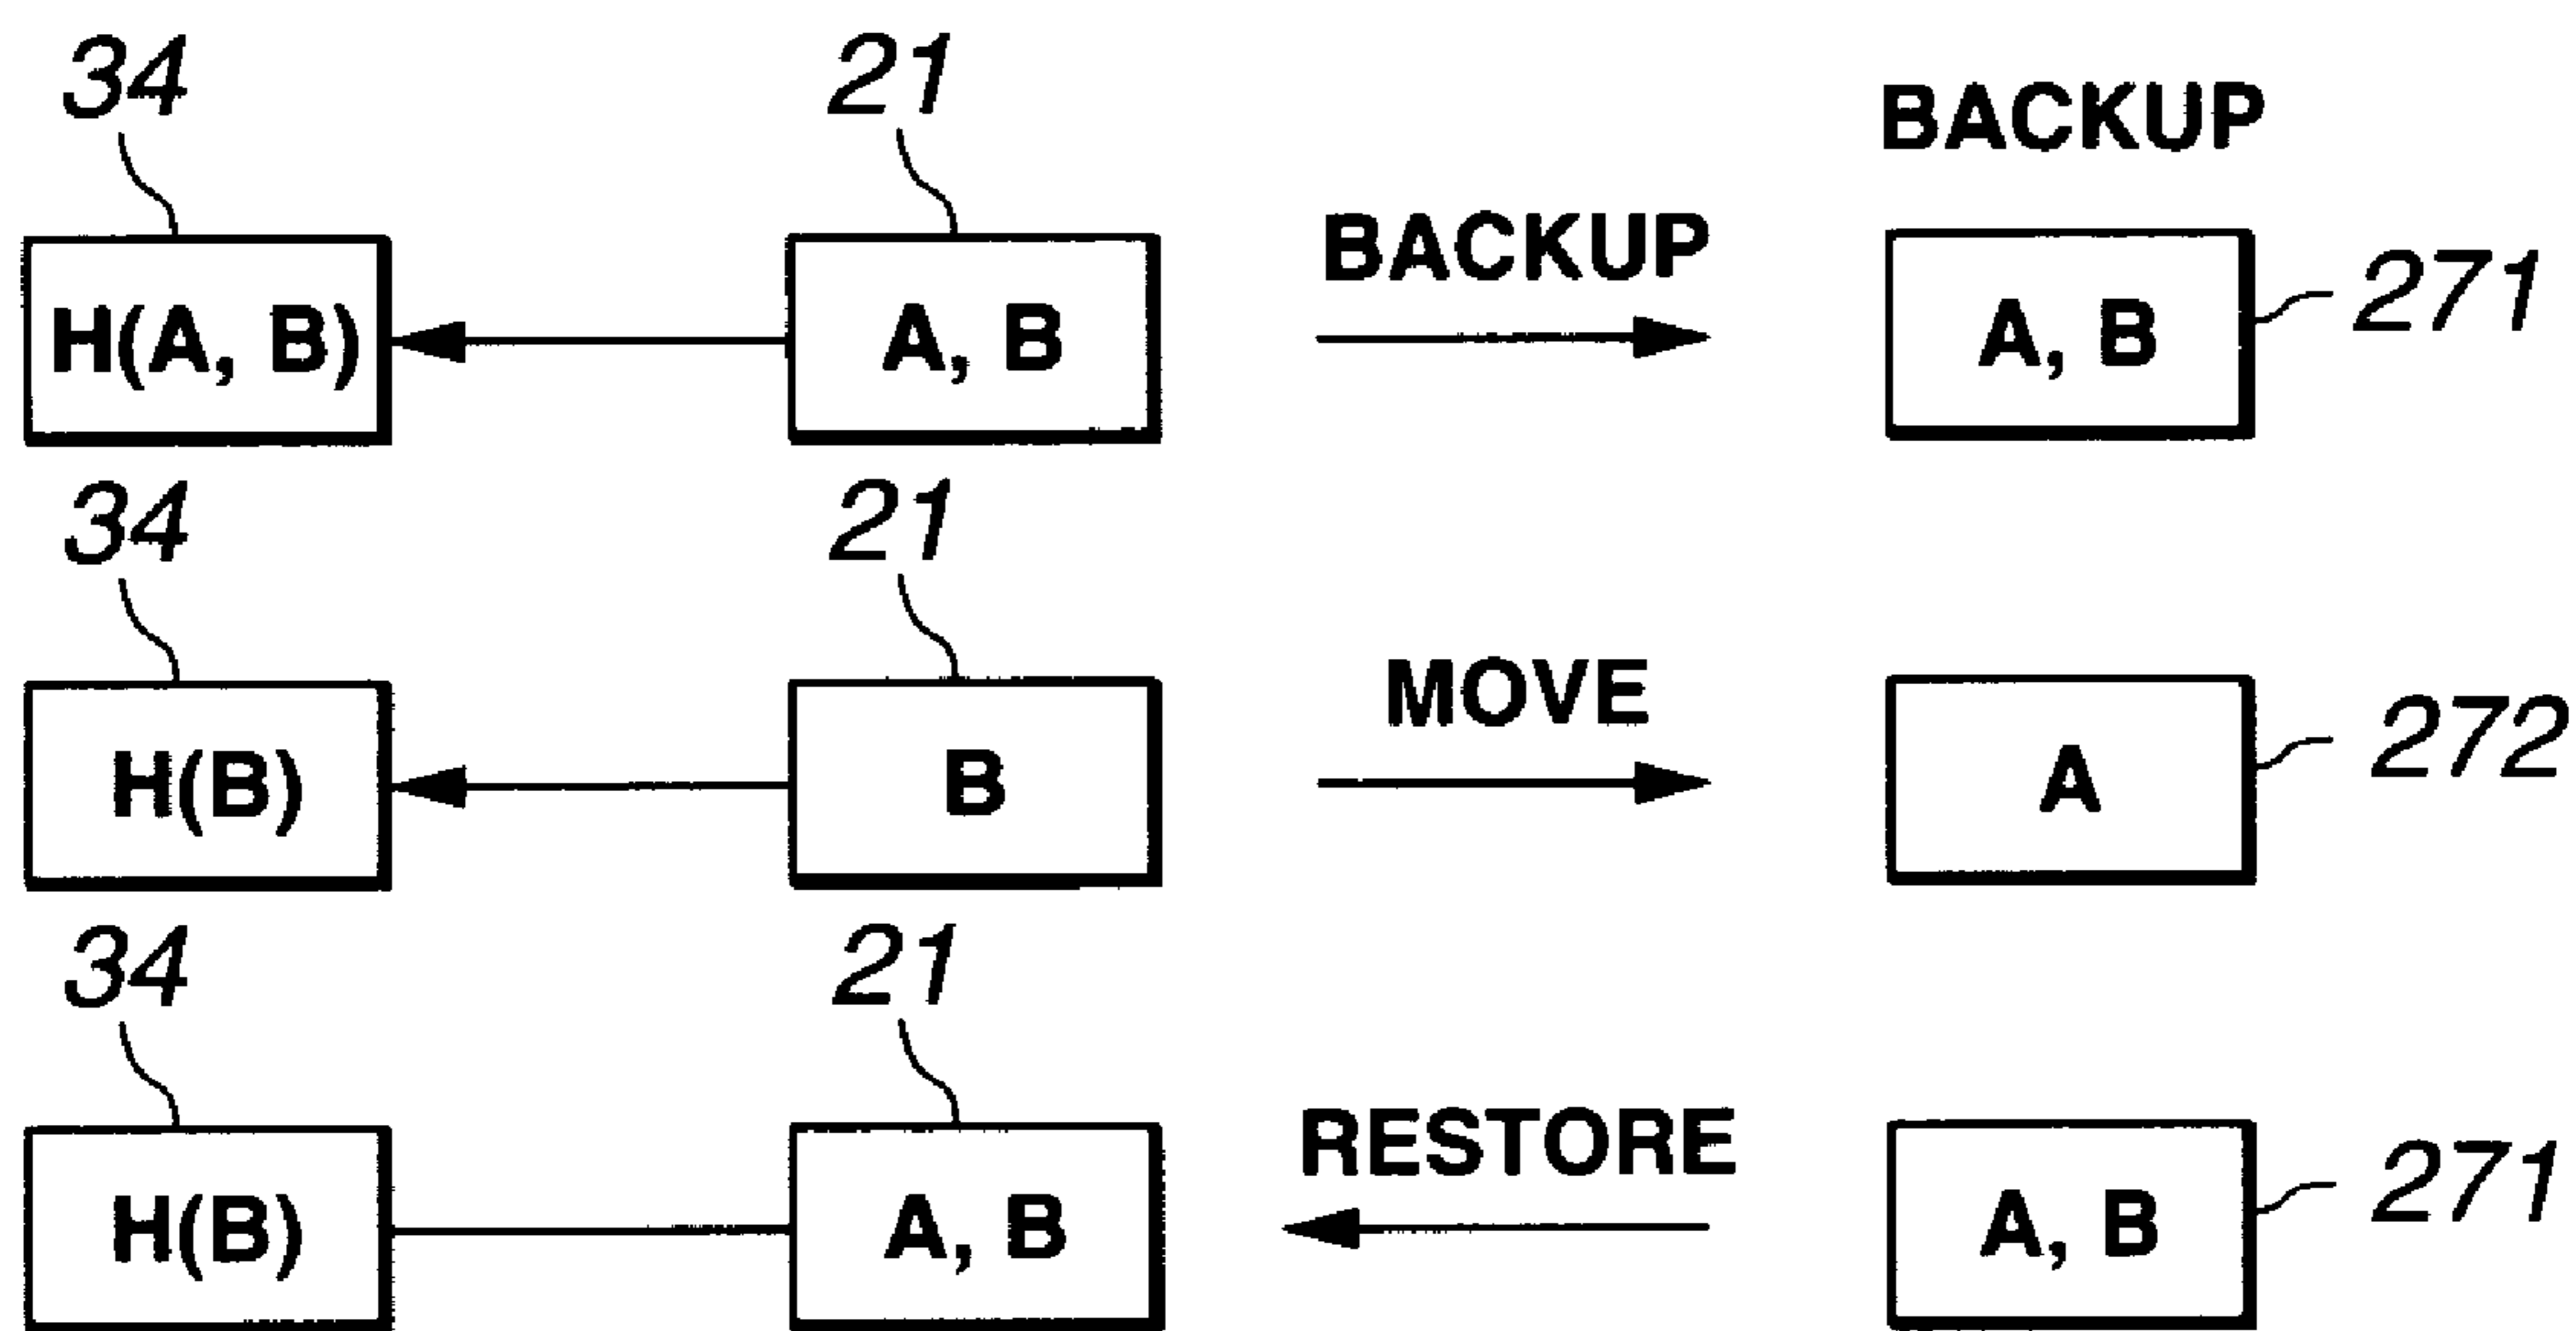 34 21 BACKUP
BACKUP
H(A, B) A, B A, B 271
34 21
MOVE
H(B) B A 272
34 21
RESTORE
H(B) A, B A, B 271